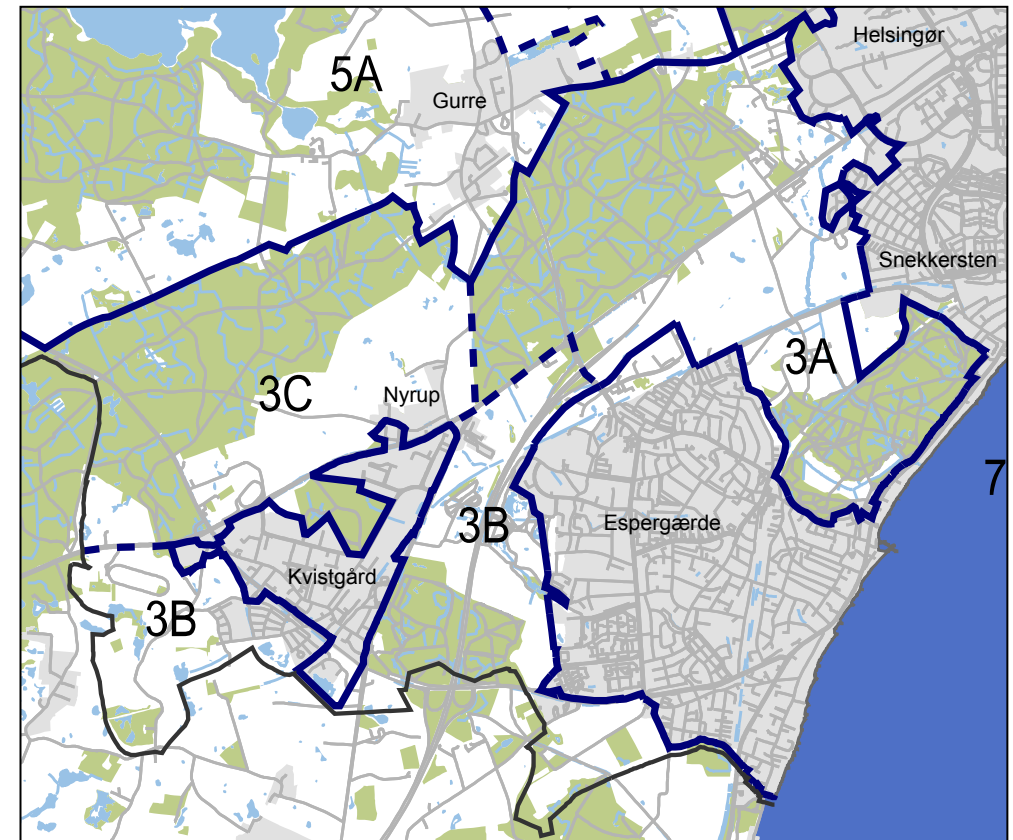 Helsingør
5A
Gurre
Snekkersten
3A
3C
Nyrup
7
3B
Espergærde
Kvistgård
3B